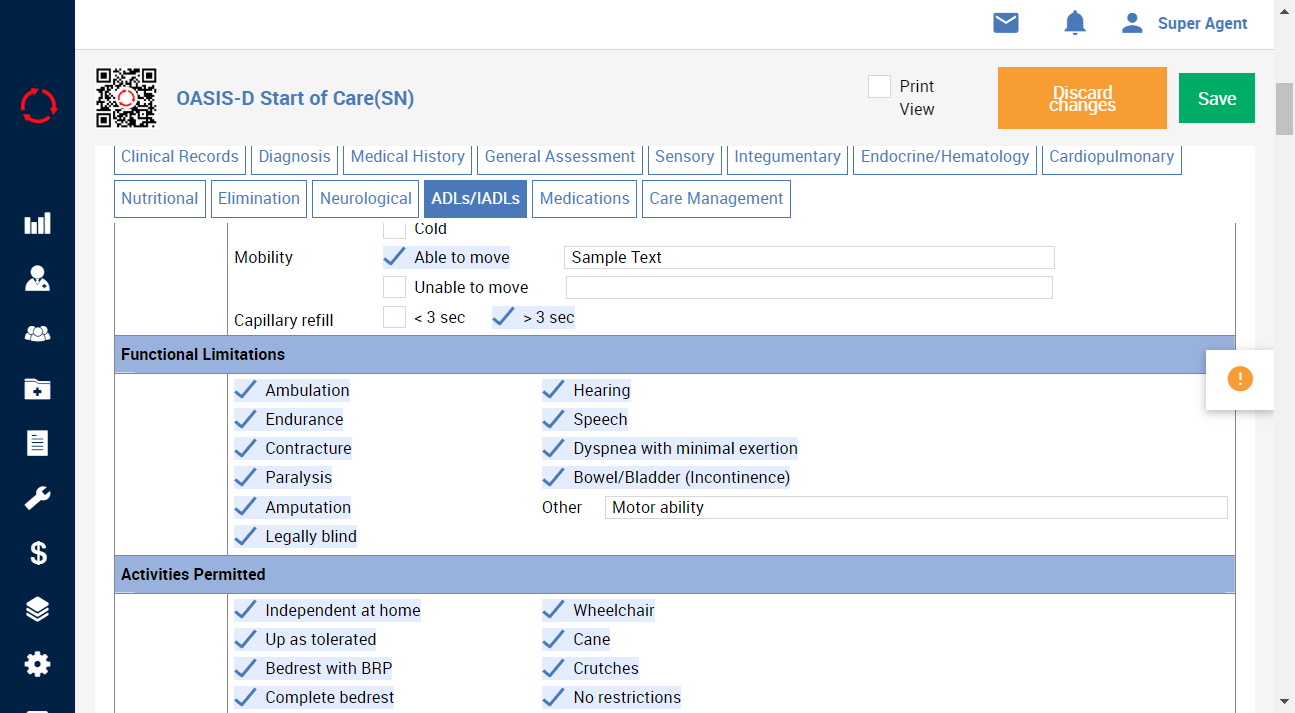 Super Agent
OASIS-D Start of Care(SN)
Print View
Discard changes
Save
Clinical Records Diagnosis Medical History General Assessment Sensory Integumentary Endocrine/Hematology Cardiopulmonary
Nutritional Elimination Neurological ADLs/IADLs Medications Care Management
Cold
Mobility Able to move Sample Text
Unable to move
Capillary refill < 3 sec > 3 sec
Functional Limitations
Ambulation Hearing
Endurance Speech
Contracture Dyspnea with minimal exertion
Paralysis Bowel/Bladder (Incontinence)
Amputation Other Motor ability
Legally blind
Activities Permitted
Independent at home Wheelchair
Up as tolerated Cane
Bedrest with BRP Crutches
Complete bedrest No restrictions